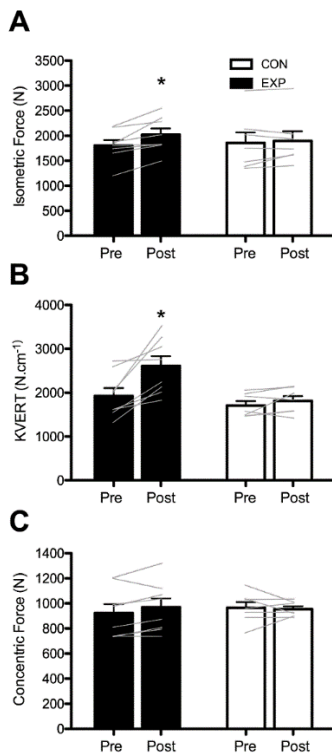 A
Isometric Force (N)
3500
3000
2500
2000
1500
1000
500
0
*
CON
EXP
Pre Post Pre Post
B
KVERT (N.cm-1)
4000
3000
2000
1000
0
*
Pre Post Pre Post
C
Concentric Force (N)
1400
1200
1000
800
600
400
200
0
Pre Post Pre Post